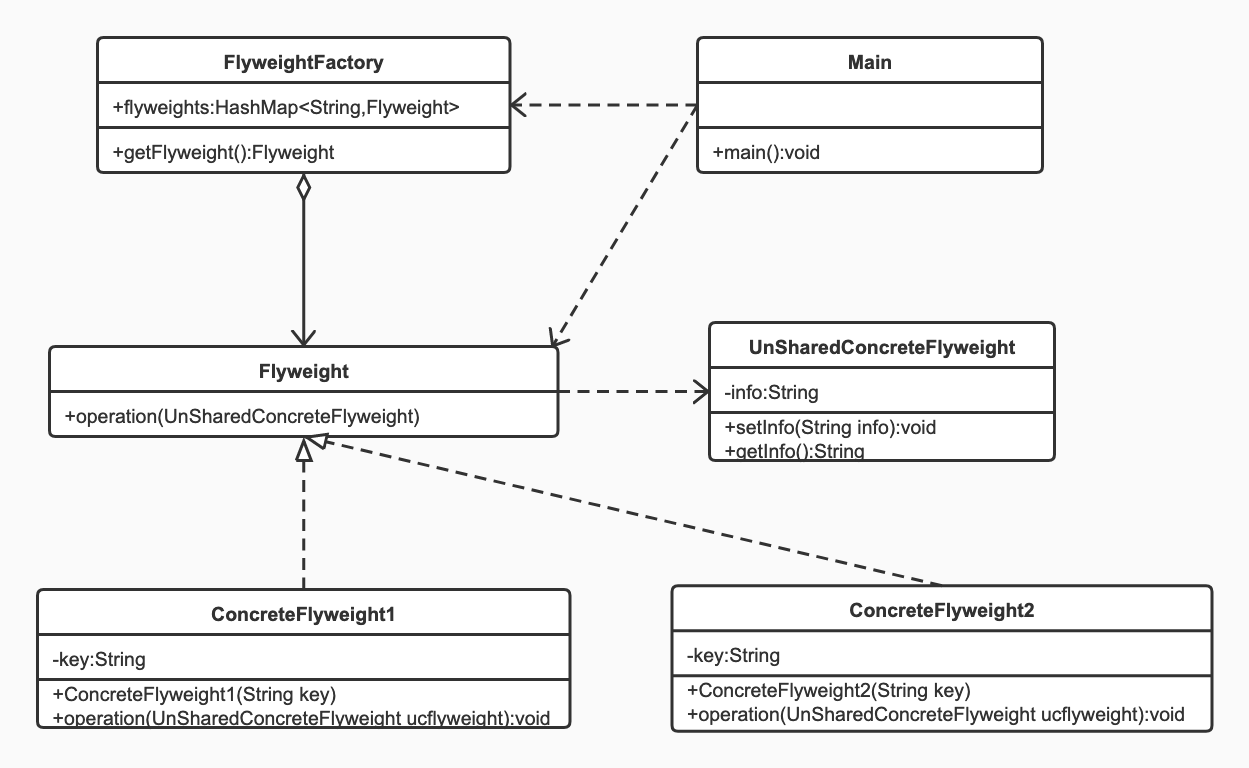 FlyweightFactory
+flyweights:HashMap<String,Flyweight>
+getFlyweight():Flyweight
Main
+main():void
Flyweight
+operation(UnSharedConcreteFlyweight)
UnSharedConcreteFlyweight
-info:String
+setInfo(String info):void
+getInfo():String
ConcreteFlyweight1
-key:String
+ConcreteFlyweight1(String key)
+operation(UnSharedConcreteFlyweight ucflyweight):void
ConcreteFlyweight2
-key:String
+ConcreteFlyweight2(String key)
+operation(UnSharedConcreteFlyweight ucflyweight):void